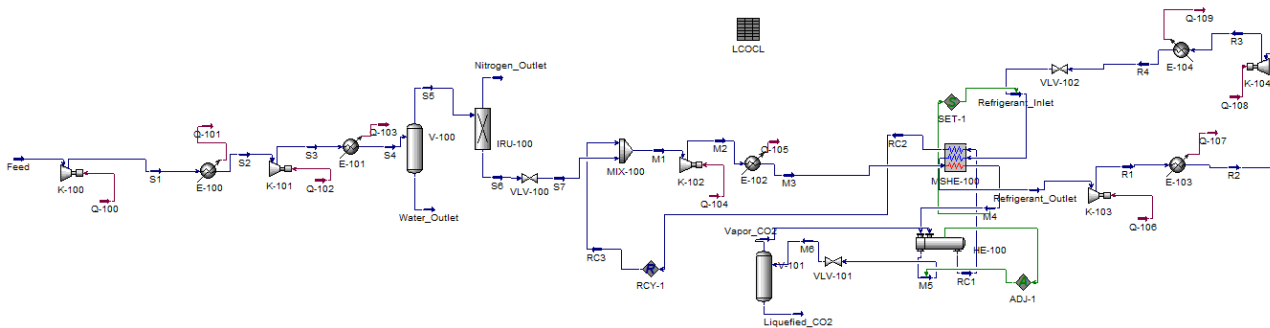 LCOCL
Q-109
R3
E-104
R4
VLV-102
K-104
Q-108
Nitrogen_Outlet
S5
Refrigerant_Inlet
Q-101
Q-103
V-100
SET-1
Q-107
S2
S3
E-101
S4
IRU-100
RC2
M2
Q-105
Feed
S1
E-100
K-101
M1
MSHE-100
R1
K-100
Q-102
S6
VLV-100
S7
MIX-100
K-102
E-102
M3
E-103
R2
Q-100
Water_Outlet
Q-104
Refrigerant_Outlet
K-103
M4
Q-106
Vapor_CO2
M6
HE-100
RC3
V-101
VLV-101
M5
RC1
R
RCY-1
A
ADJ-1
S
Liquefied_CO2